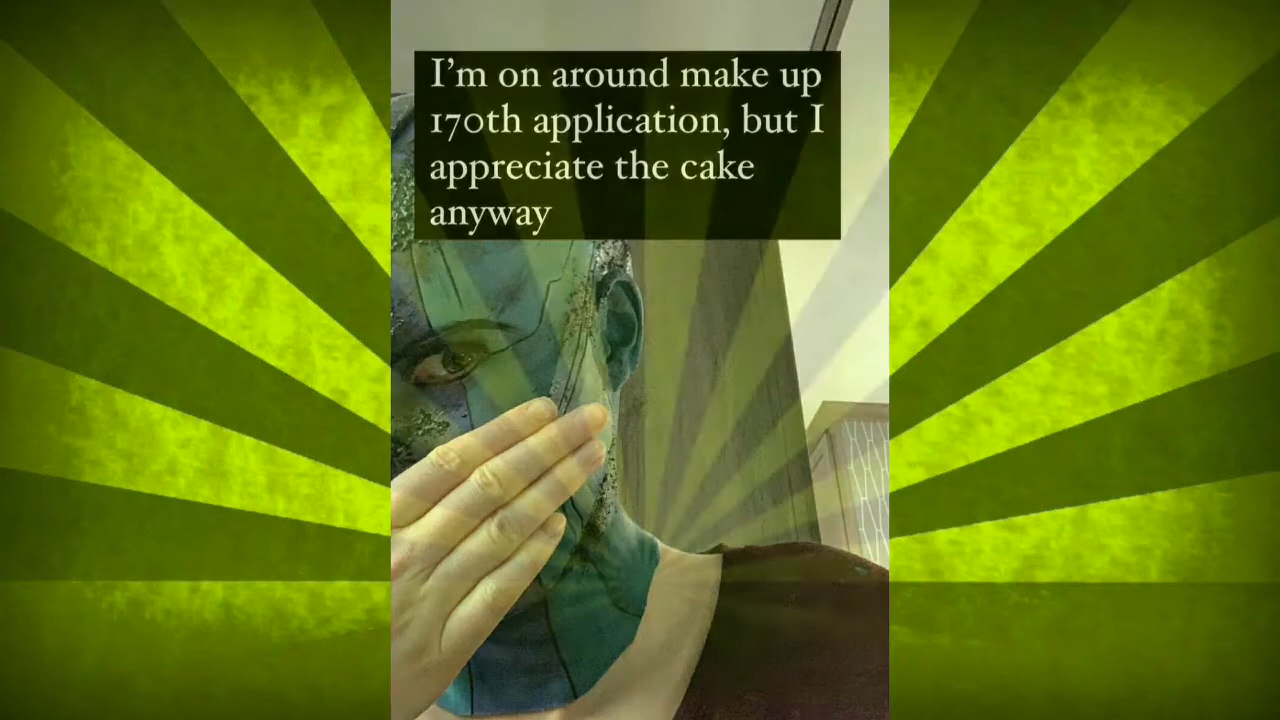 I'm on around make up
170th application, but I
appreciate the cake
anyway